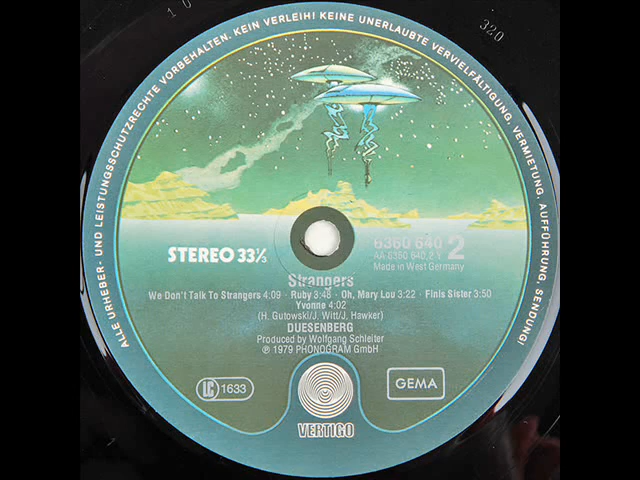 1 0
320
ALLE URHEBER- UND LEISTUNGSSCHUTZRECHTE VORBEHALTEN. KEIN VERLEIH! KEINE UNERLAUBTE VERVIELFÄLTIGUNG, VERMIETUNG, AUFFÜHRUNG, SENDUNG!
STEREO 33⅓
6360 640 2
AA 6360 640.2 Y
Made in West Germany
Strangers
We Don't Talk To Strangers 4:09 · Ruby 3:48 · Oh, Mary Lou 3:22 · Finis Sister 3:50
Yvonne 4:02
(H. Gutowski/J. Witt/J. Hawker)
DUESENBERG
Produced by Wolfgang Schleiter
℗ 1979 PHONOGRAM GmbH
LC 1633
GEMA
VERTIGO